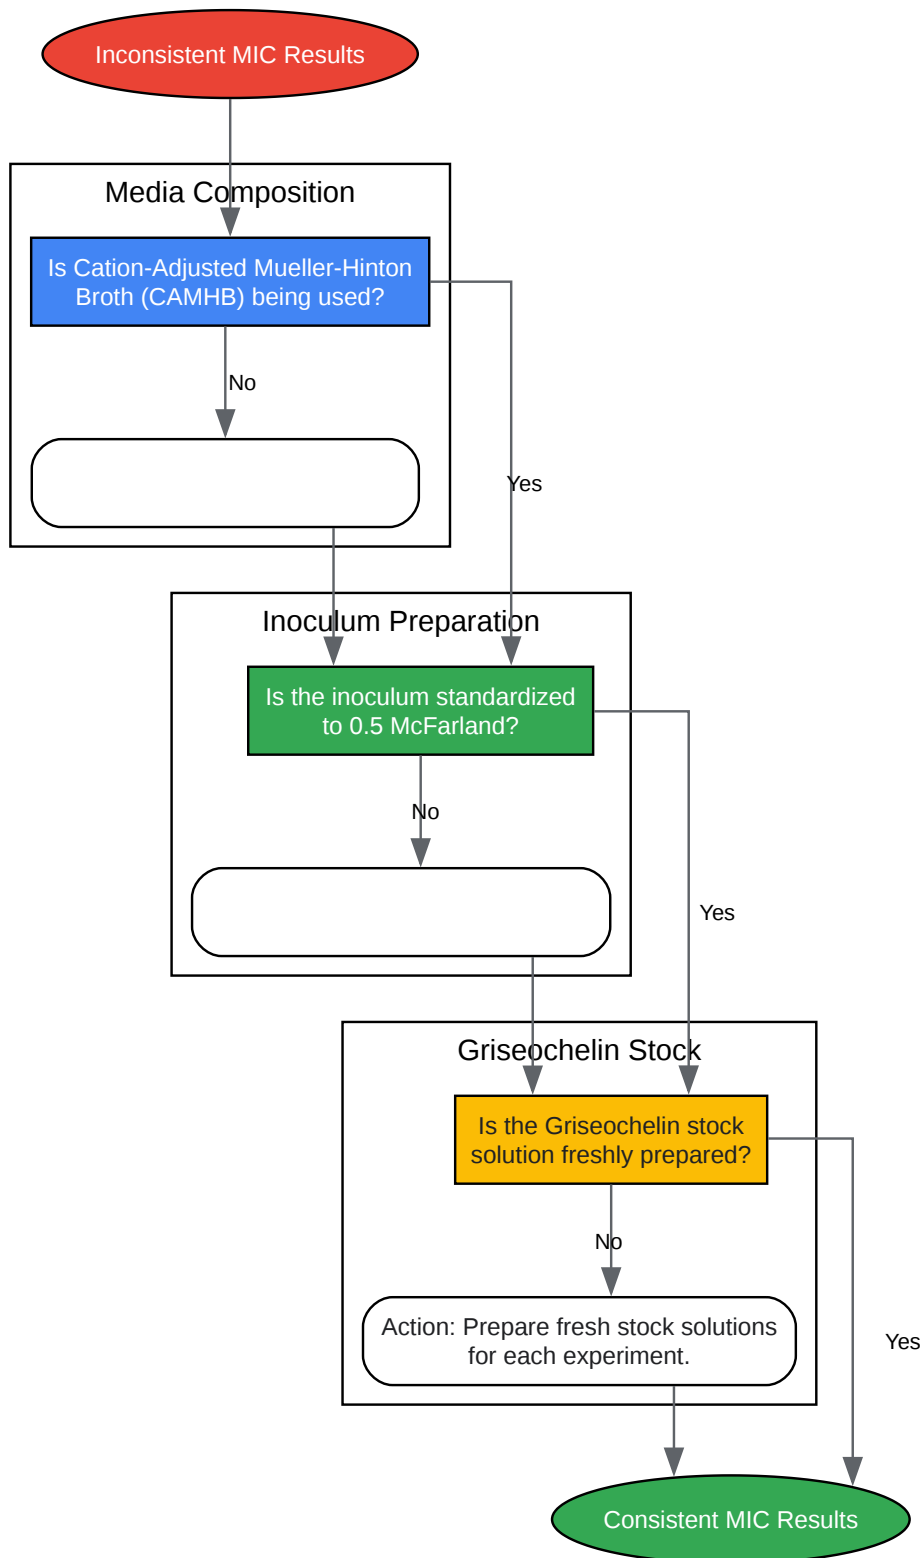 Inconsistent MIC Results
Media Composition
Is Cation-Adjusted Mueller-Hinton
Broth (CAMHB) being used?
No
Yes
Inoculum Preparation
Is the inoculum standardized
to 0.5 McFarland?
No
Yes
Griseochelin Stock
Is the Griseochelin stock
solution freshly prepared?
No
Action: Prepare fresh stock solutions
for each experiment.
Yes
Consistent MIC Results